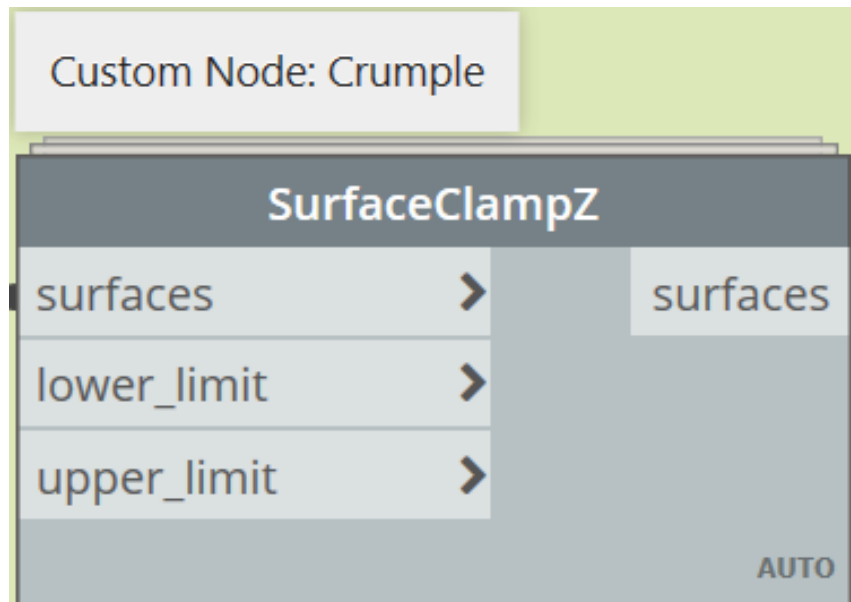 Custom Node: Crumple
SurfaceClampZ
surfaces
surfaces
lower_limit
upper_limit
AUTO